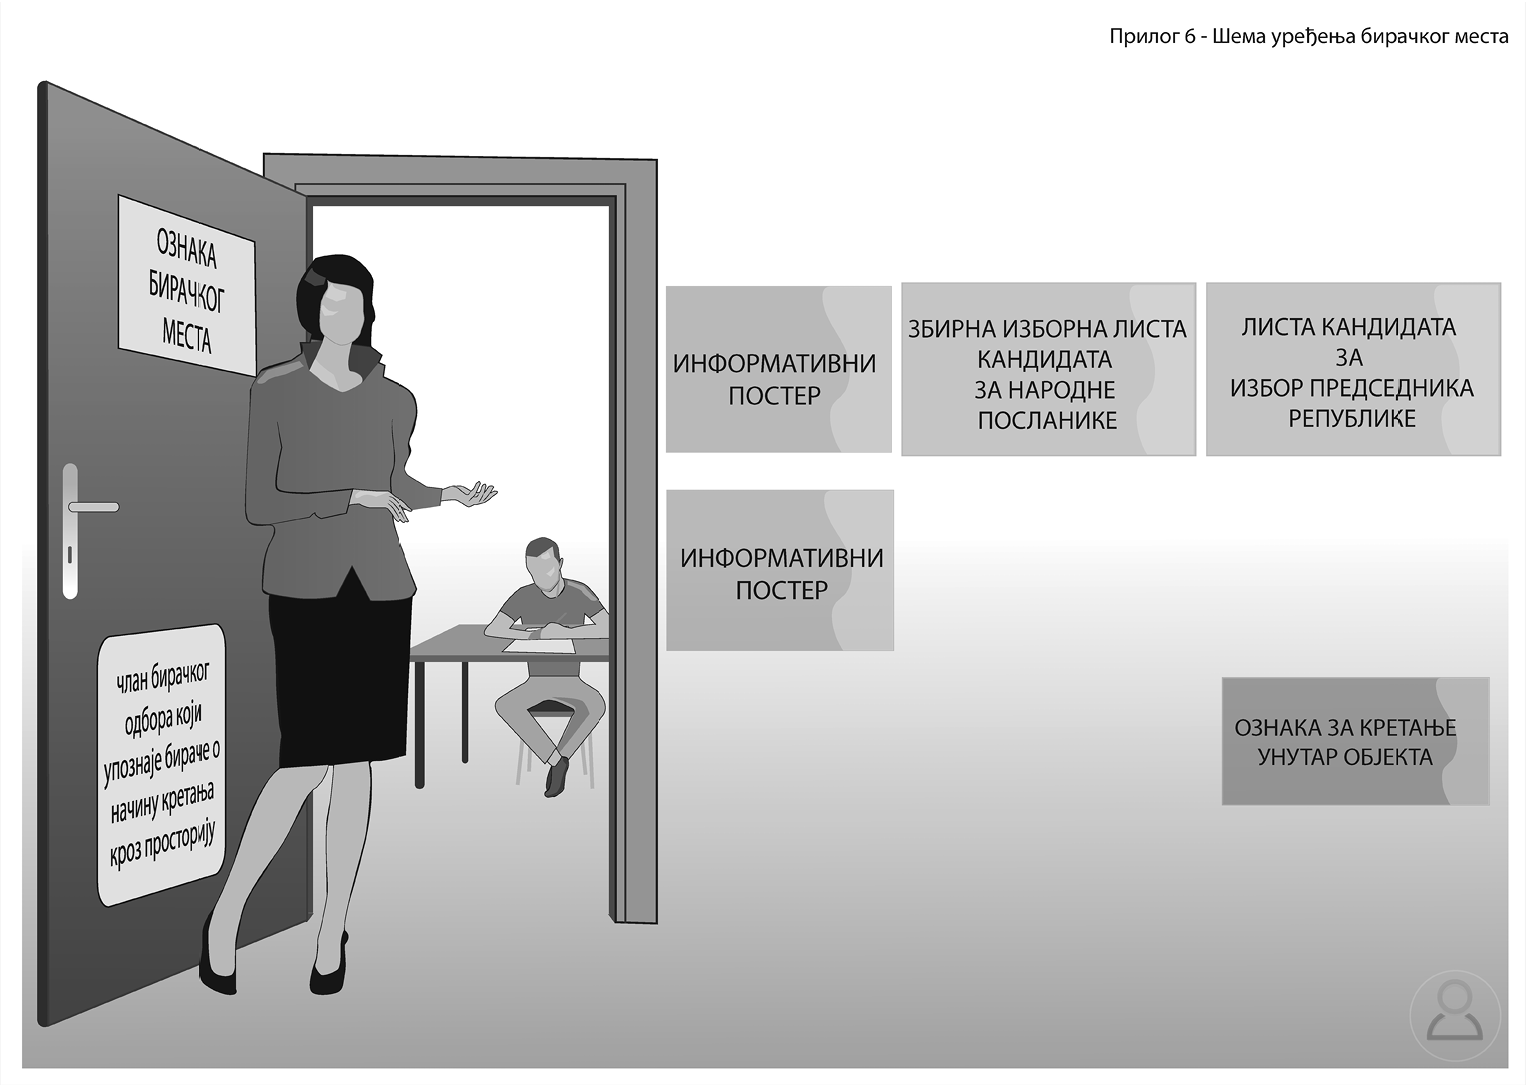 Прилог 6 - Шема уређења бирачког места
ОЗНАКА
БИРАЧКОГ
МЕСТА
ИНФОРМАТИВНИ
ПОСТЕР
ЗБИРНА ИЗБОРНА ЛИСТА
КАНДИДАТА
ЗА НАРОДНЕ
ПОСЛАНИКЕ
ЛИСТА КАНДИДАТА
ЗА
ИЗБОР ПРЕДСЕДНИКА
РЕПУБЛИКЕ
ИНФОРМАТИВНИ
ПОСТЕР
члан бирачког
одбора који
упознаје бираче о
начину кретања
кроз просторију
ОЗНАКА ЗА КРЕТАЊЕ
УНУТАР ОБЈЕКТА